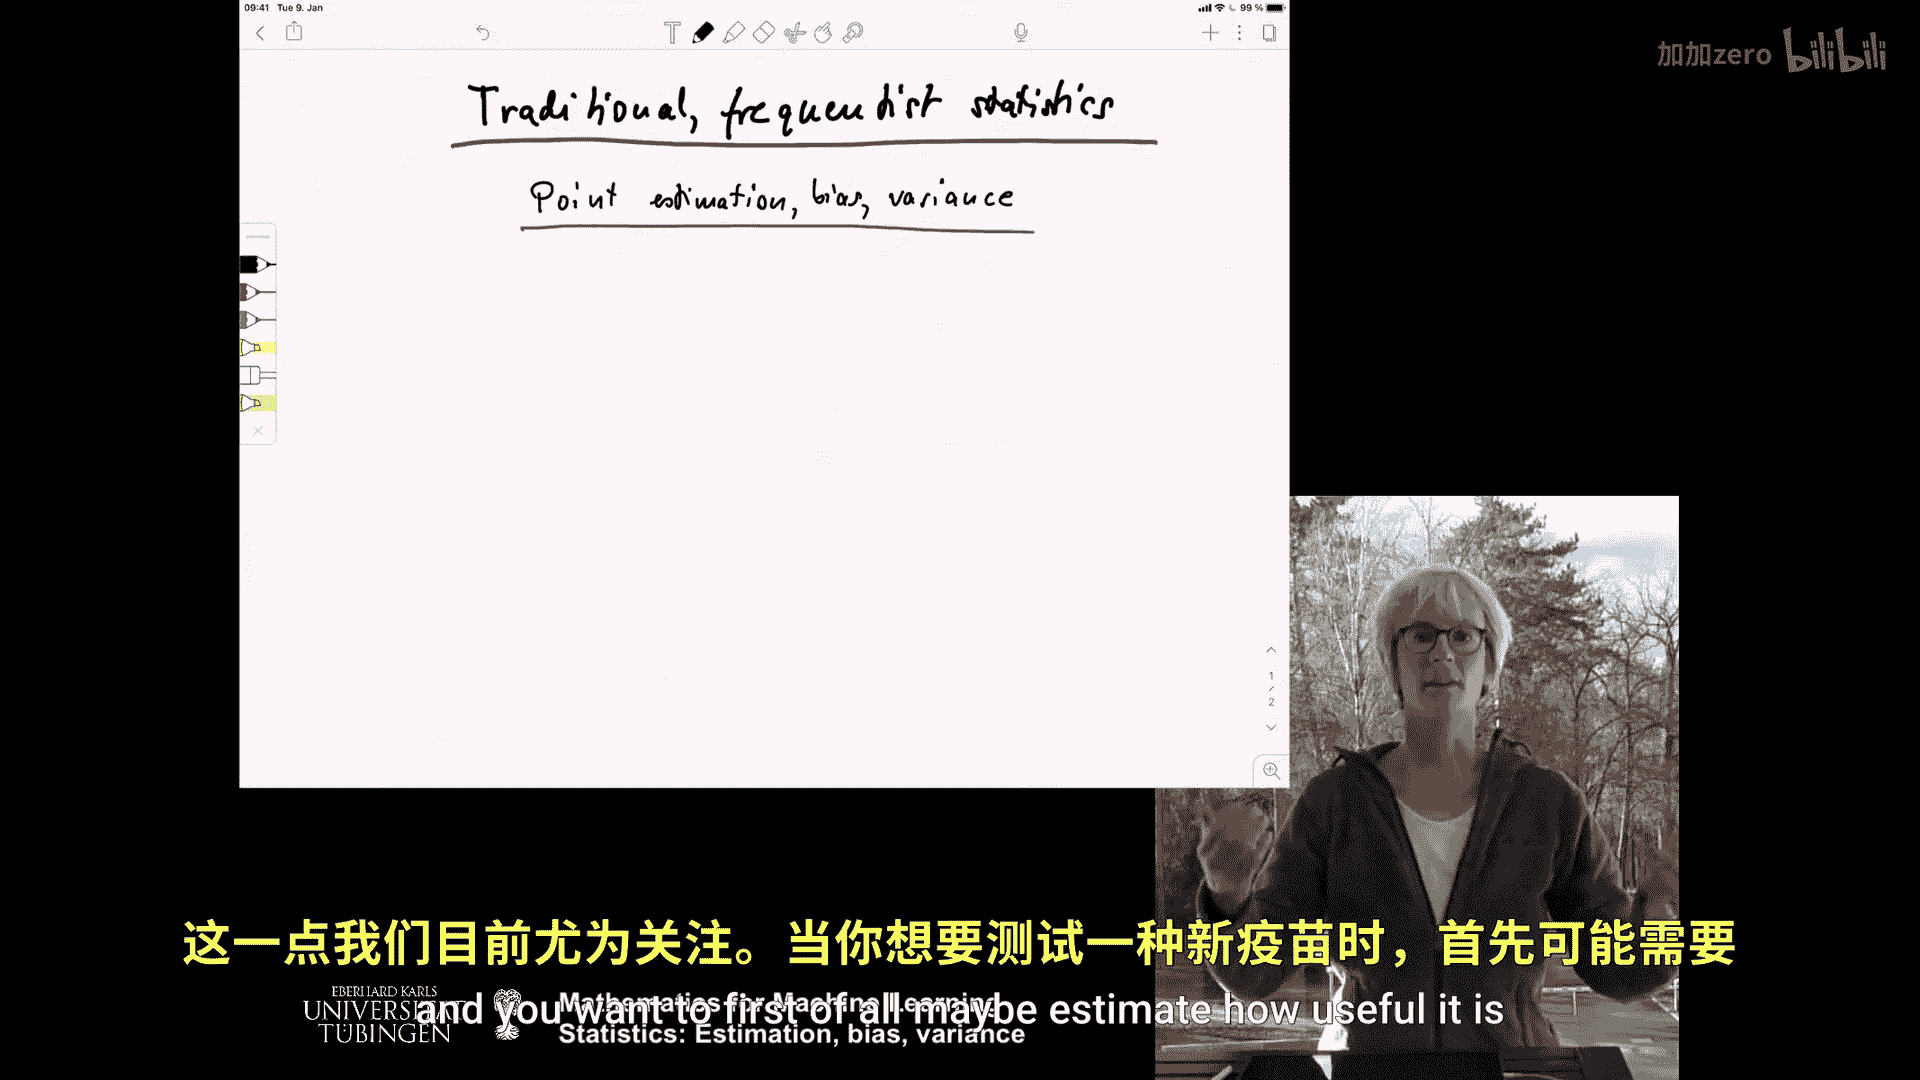 09:41 Tue 9. Jan
99 %
加加zero bilibili
Traditional, frequentist statistics
Point estimation, bias, variance
1
/
2
这一点我们目前尤为关注。当你想要测试一种新疫苗时，首先可能需要
and you want to first of all maybe estimate how useful it is
EBERHARD KARLS
UNIVERSITÄT
TÜBINGEN
Mathematics for Machine Learning
Statistics: Estimation, bias, variance